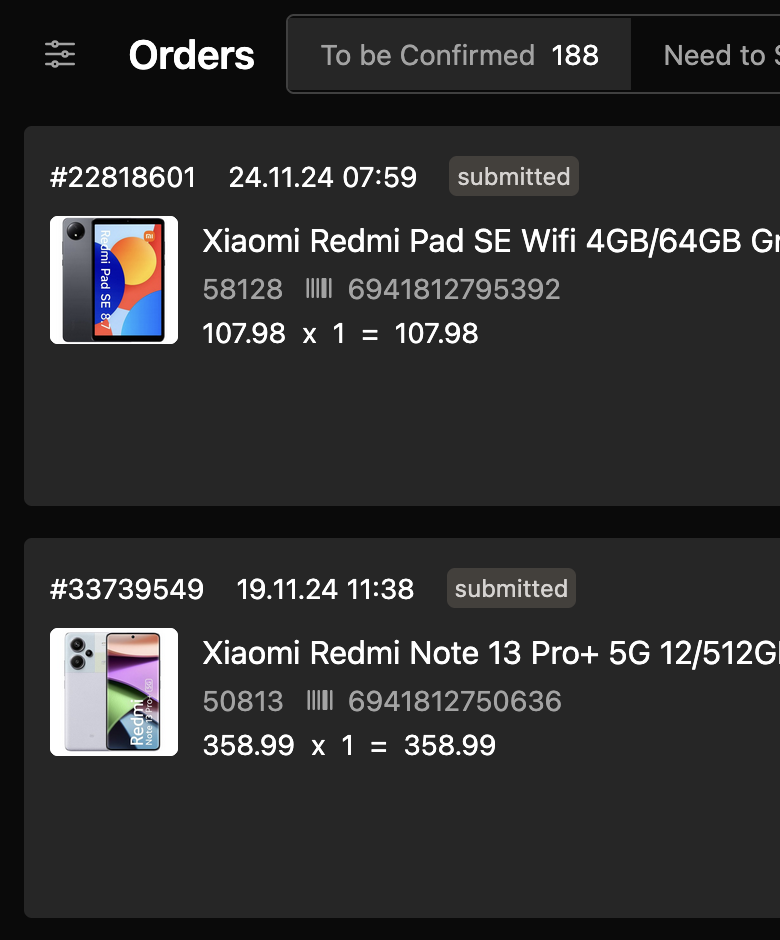 Orders To be Confirmed 188 Need to
#22818601 24.11.24 07:59 submitted
Redmi Pad SE 8.7
Xiaomi Redmi Pad SE Wifi 4GB/64GB
58128 6941812795392
107.98 x 1 = 107.98
#33739549 19.11.24 11:38 submitted
Redmi
Note 13 Pro+ 5G
Xiaomi Redmi Note 13 Pro+ 5G 12/512G
50813 6941812750636
358.99 x 1 = 358.99